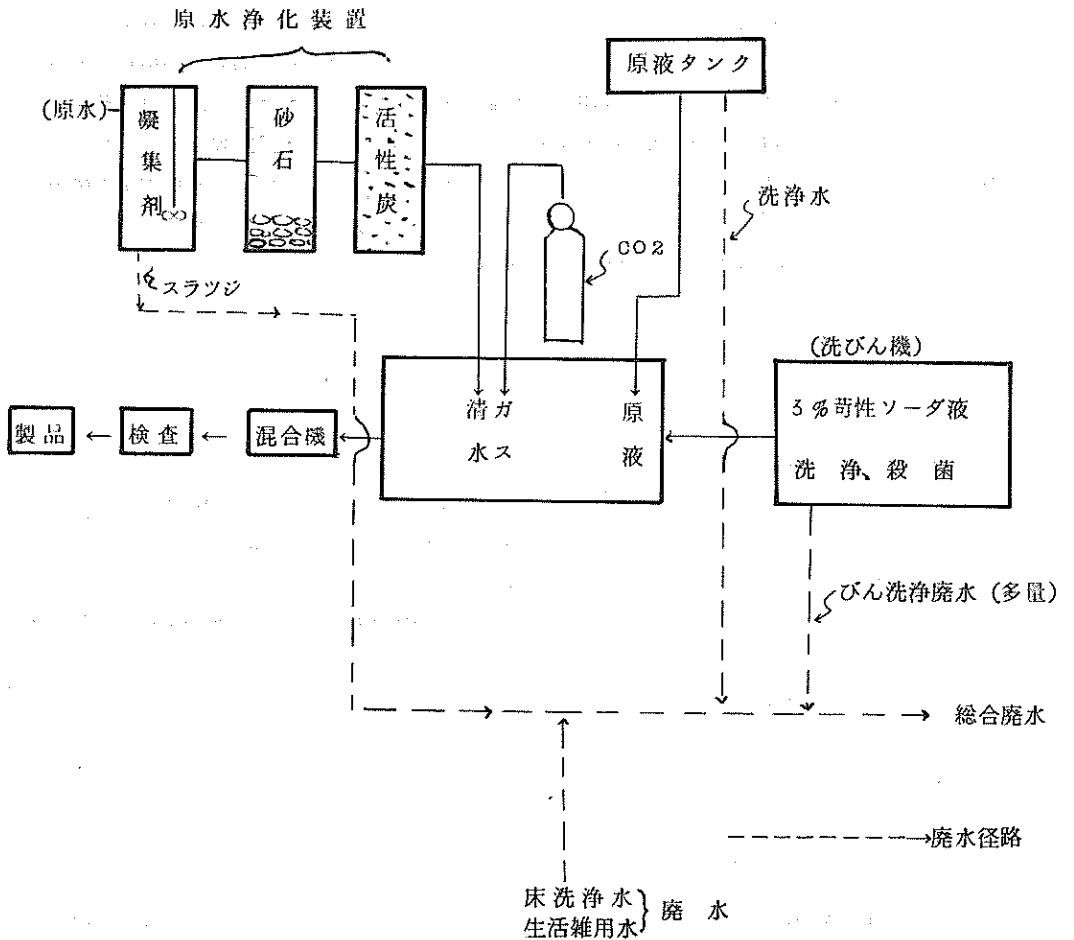 原水浄化装置
原液タンク
(原水)
凝集剤
砂石
活性炭
洗浄水
CO2
スラツジ
(洗びん機)
3%苛性ソーダ液
洗浄、殺菌
清水
ガス
原液
製品
検査
混合機
びん洗浄廃水(多量)
総合廃水
廃水径路
床洗浄水
生活雑用水
廃水